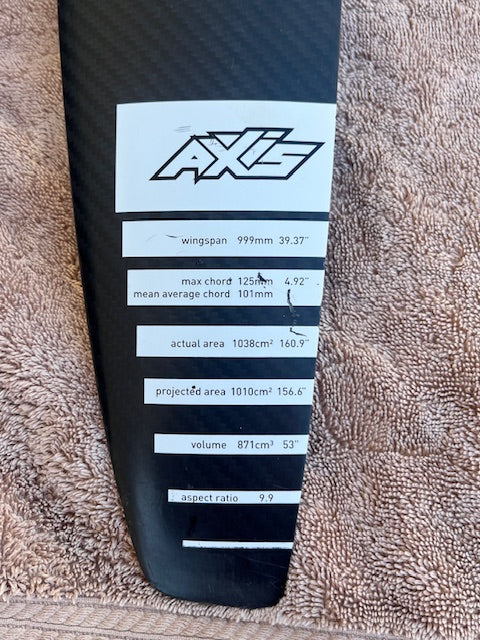 AXIS
wingspan 999mm 39.37"
max chord 125mm 4.92"
mean average chord 101mm
actual area 1038cm² 160.9"
projected area 1010cm² 156.6"
volume 871cm³ 53"
aspect ratio 9.9